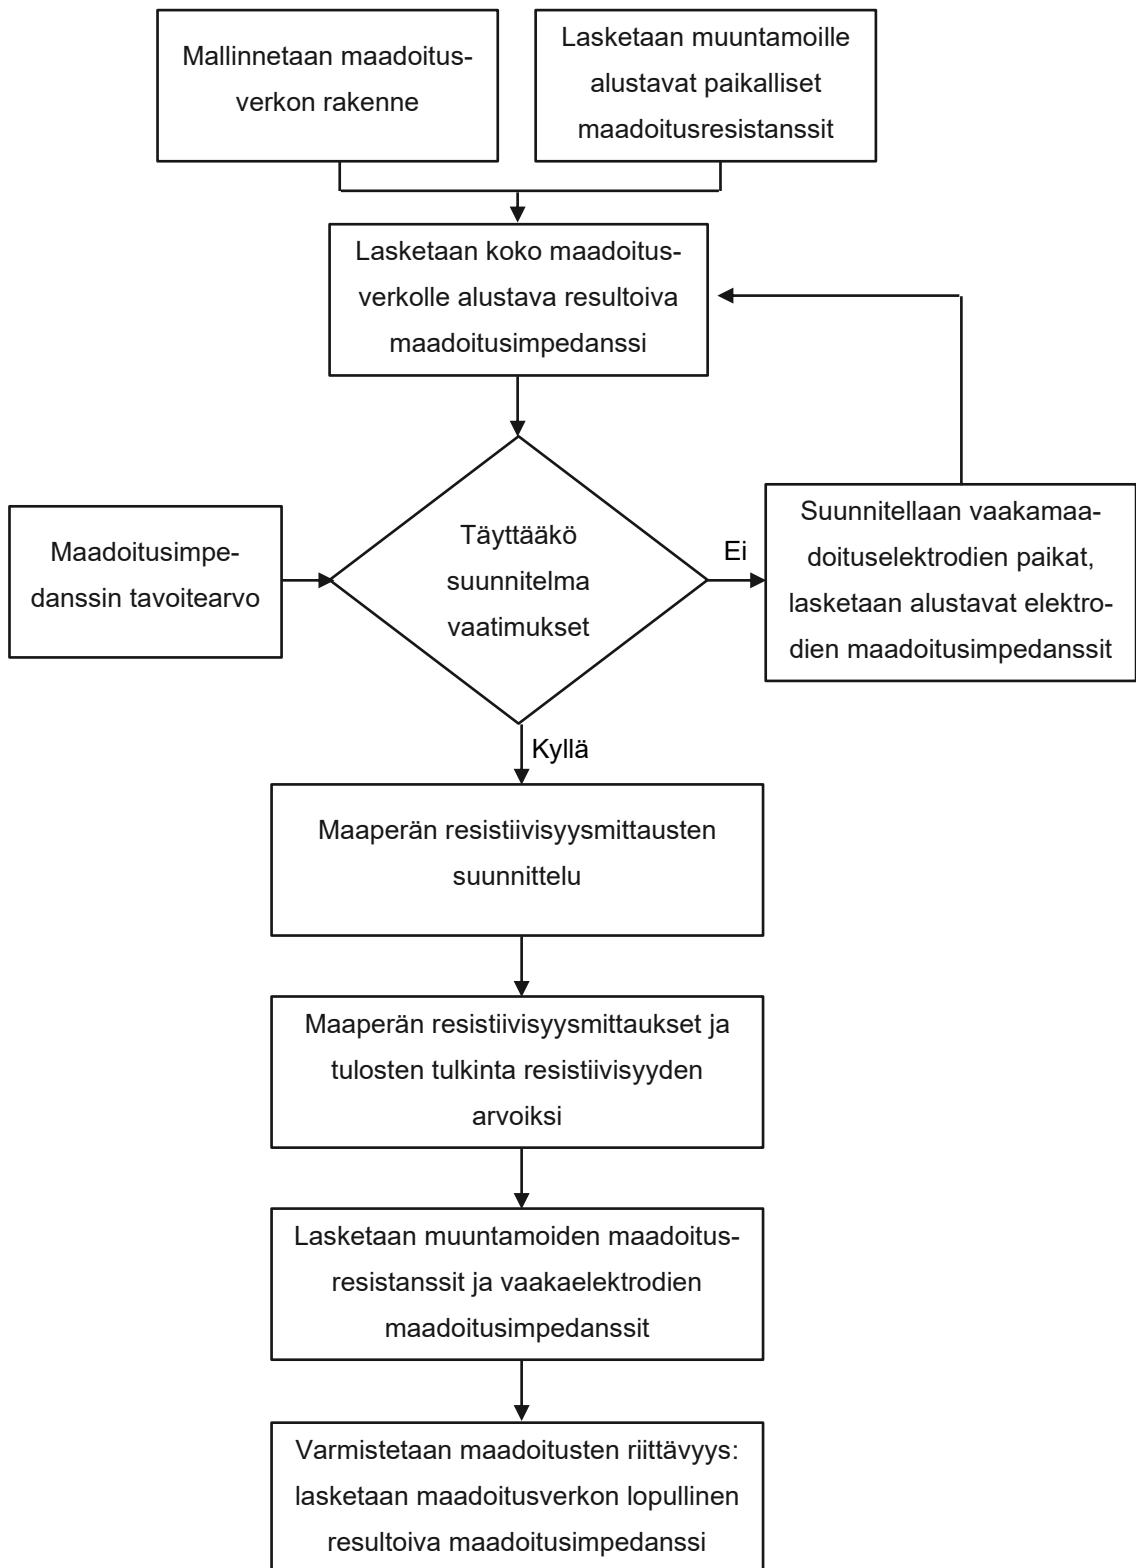 Mallinnetaan maadoitus-
verkon rakenne
Lasketaan muuntamoille
alustavat paikalliset
maadoitusresistanssit
Lasketaan koko maadoitus-
verkolle alustava resultoiva
maadoitusimpedanssi
Maadoitusimpe-
danssin tavoitearvo
Täyttääkö
suunnitelma
vaatimukset
Ei
Suunnitellaan vaakamaa-
doituselektrodien paikat,
lasketaan alustavat elektro-
dien maadoitusimpedanssit
Kyllä
Maaperän resistiivisyysmittausten
suunnittelu
Maaperän resistiivisyysmittaukset ja
tulosten tulkinta resistiivisyyden
arvoiksi
Lasketaan muuntamoiden maadoitus-
resistanssit ja vaakaelektrodien
maadoitusimpedanssit
Varmistetaan maadoitusten riittävyys:
lasketaan maadoitusverkon lopullinen
resultoiva maadoitusimpedanssi